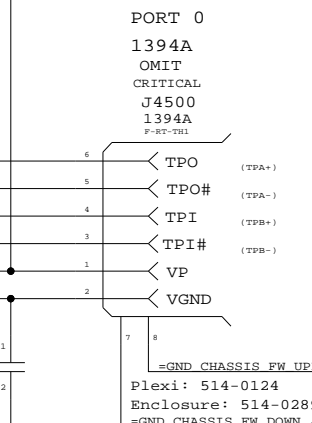 PORT 0
1394A
OMIT
CRITICAL
J4500
1394A
F-RT-TH1
6 TPO (TPA+)
5 TPO# (TPA-)
4 TPI (TPB+)
3 TPI# (TPB-)
1 VP
2 VGND
1 7 8
=GND_CHASSIS_FW_UP
2 Plexi: 514-0124
Enclosure: 514-0289
=GND_CHASSIS_FW_DOWN